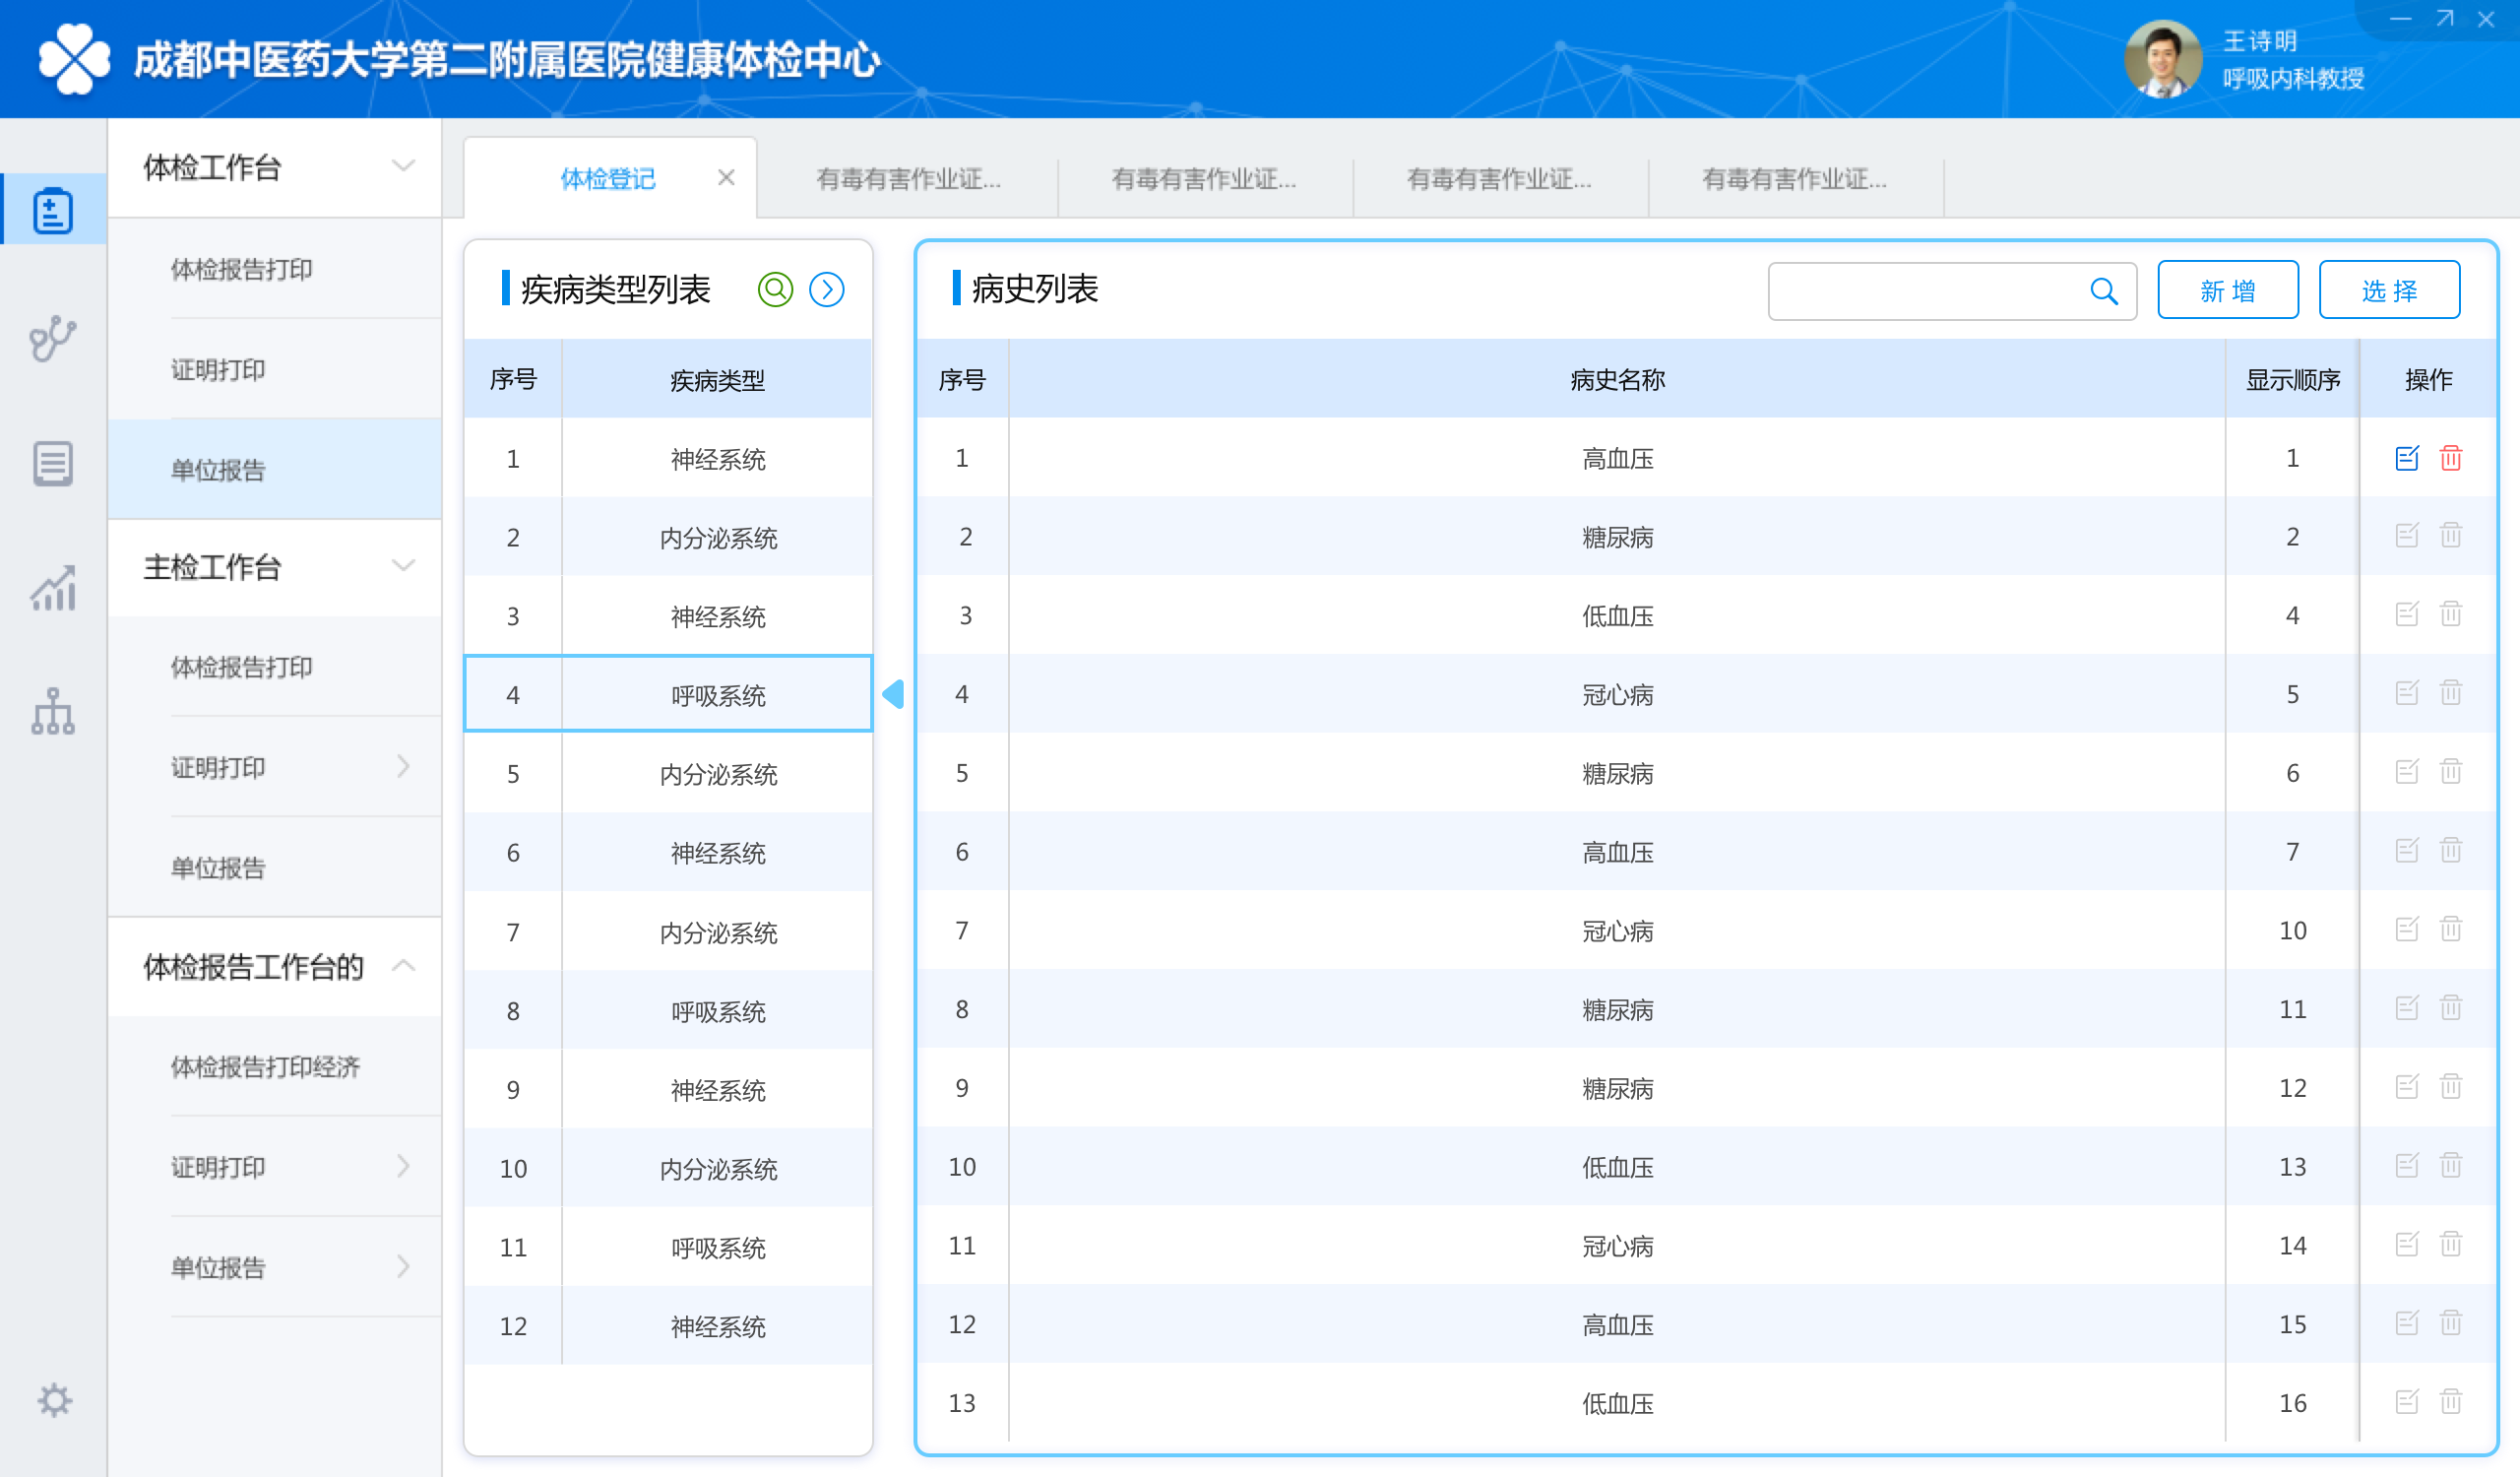 成都中医药大学第二附属医院健康体检中心
王诗明
呼吸内科教授
体检工作台
体检报告打印
证明打印
单位报告
主检工作台
体检报告打印
证明打印
单位报告
体检报告工作台的
体检报告打印经济
证明打印
单位报告
体检登记 有毒有害作业证... 有毒有害作业证... 有毒有害作业证... 有毒有害作业证...
疾病类型列表
序号 疾病类型
1 神经系统
2 内分泌系统
3 神经系统
4 呼吸系统
5 内分泌系统
6 神经系统
7 内分泌系统
8 呼吸系统
9 神经系统
10 内分泌系统
11 呼吸系统
12 神经系统
病史列表 新增 选择
序号 病史名称 显示顺序 操作
1 高血压 1
2 糖尿病 2
3 低血压 4
4 冠心病 5
5 糖尿病 6
6 高血压 7
7 冠心病 10
8 糖尿病 11
9 糖尿病 12
10 低血压 13
11 冠心病 14
12 高血压 15
13 低血压 16